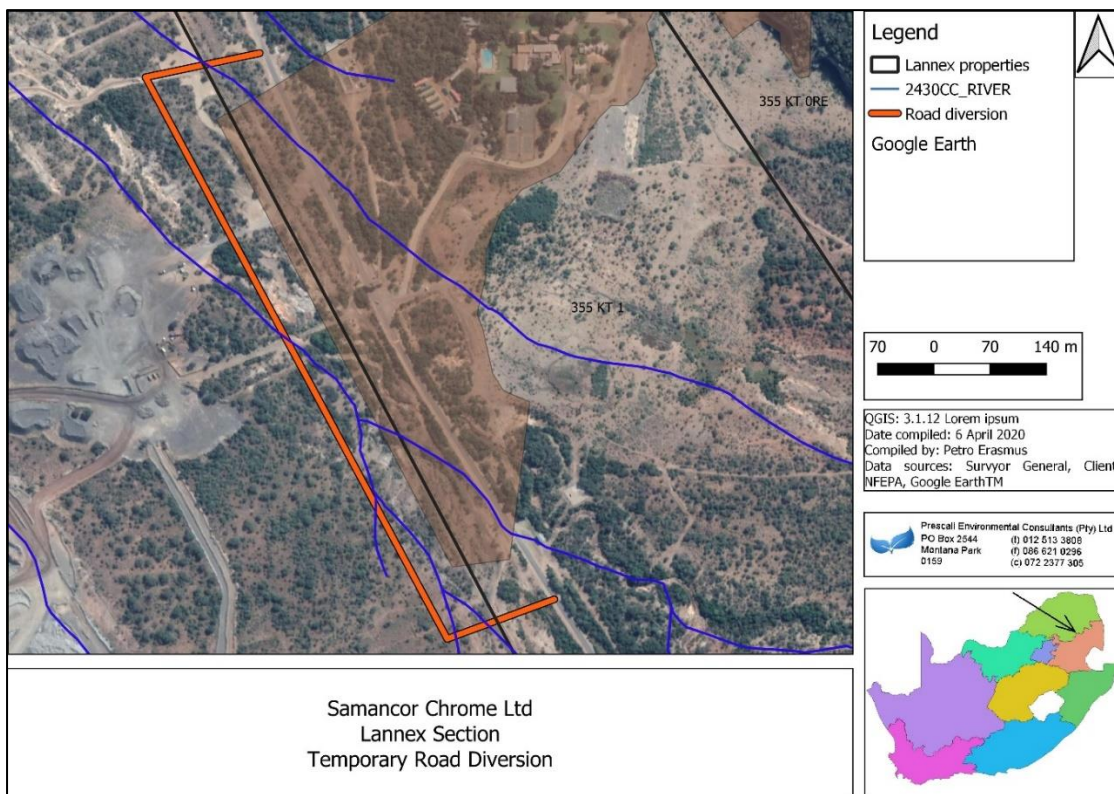 355 KT 0RE
355 KT 1
Legend
Lannex properties
2430CC_RIVER
Road diversion
Google Earth
70 0 70 140 m
QGIS: 3.1.12 Lorem ipsum
Date compiled: 6 April 2020
Compiled by: Petro Erasmus
Data sources: Survyor General, Client
NFEPA, Google EarthTM
Prescali Environmental Consultants (Pty) Ltd
PO Box 2544 (t) 012 513 3808
Montana Park (f) 086 621 0296
0159 (c) 072 2377 305
Samancor Chrome Ltd
Lannex Section
Temporary Road Diversion